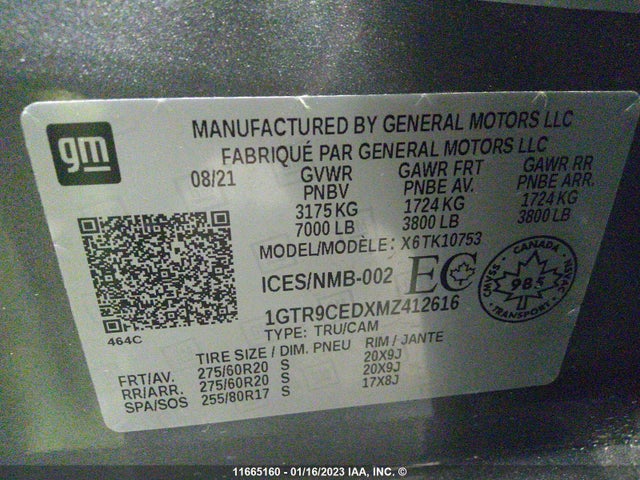 gm
MANUFACTURED BY GENERAL MOTORS LLC
FABRIQUÉ PAR GENERAL MOTORS LLC
08/21 GVWR GAWR FRT GAWR RR
PNBV PNBE AV. PNBE ARR.
3175 KG 1724 KG 1724 KG
7000 LB 3800 LB 3800 LB
MODEL/MODÈLE: X6TK10753
ICES/NMB-002 EC
CANADA
CMVSS 98.5 NSVAC
TRANSPORT
1GTR9CEDXMZ412616
464C TYPE: TRU/CAM
TIRE SIZE / DIM. PNEU RIM / JANTE
FRT/AV. 275/60R20 S 20X9J
RR/ARR. 275/60R20 S 20X9J
SPA/SOS 255/80R17 S 17X8J
11665160 - 01/16/2023 IAA, INC. ©